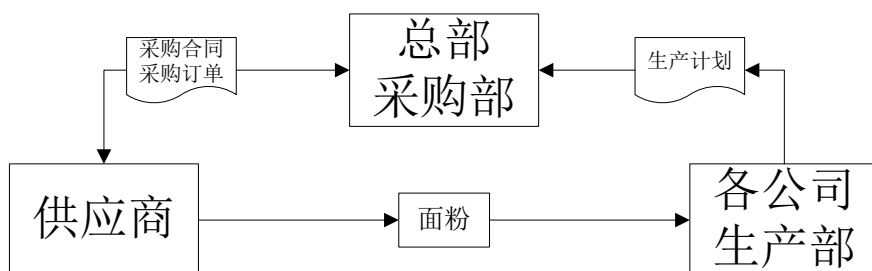 采购合同
采购订单
总部
采购部
生产计划
供应商
面粉
各公司
生产部